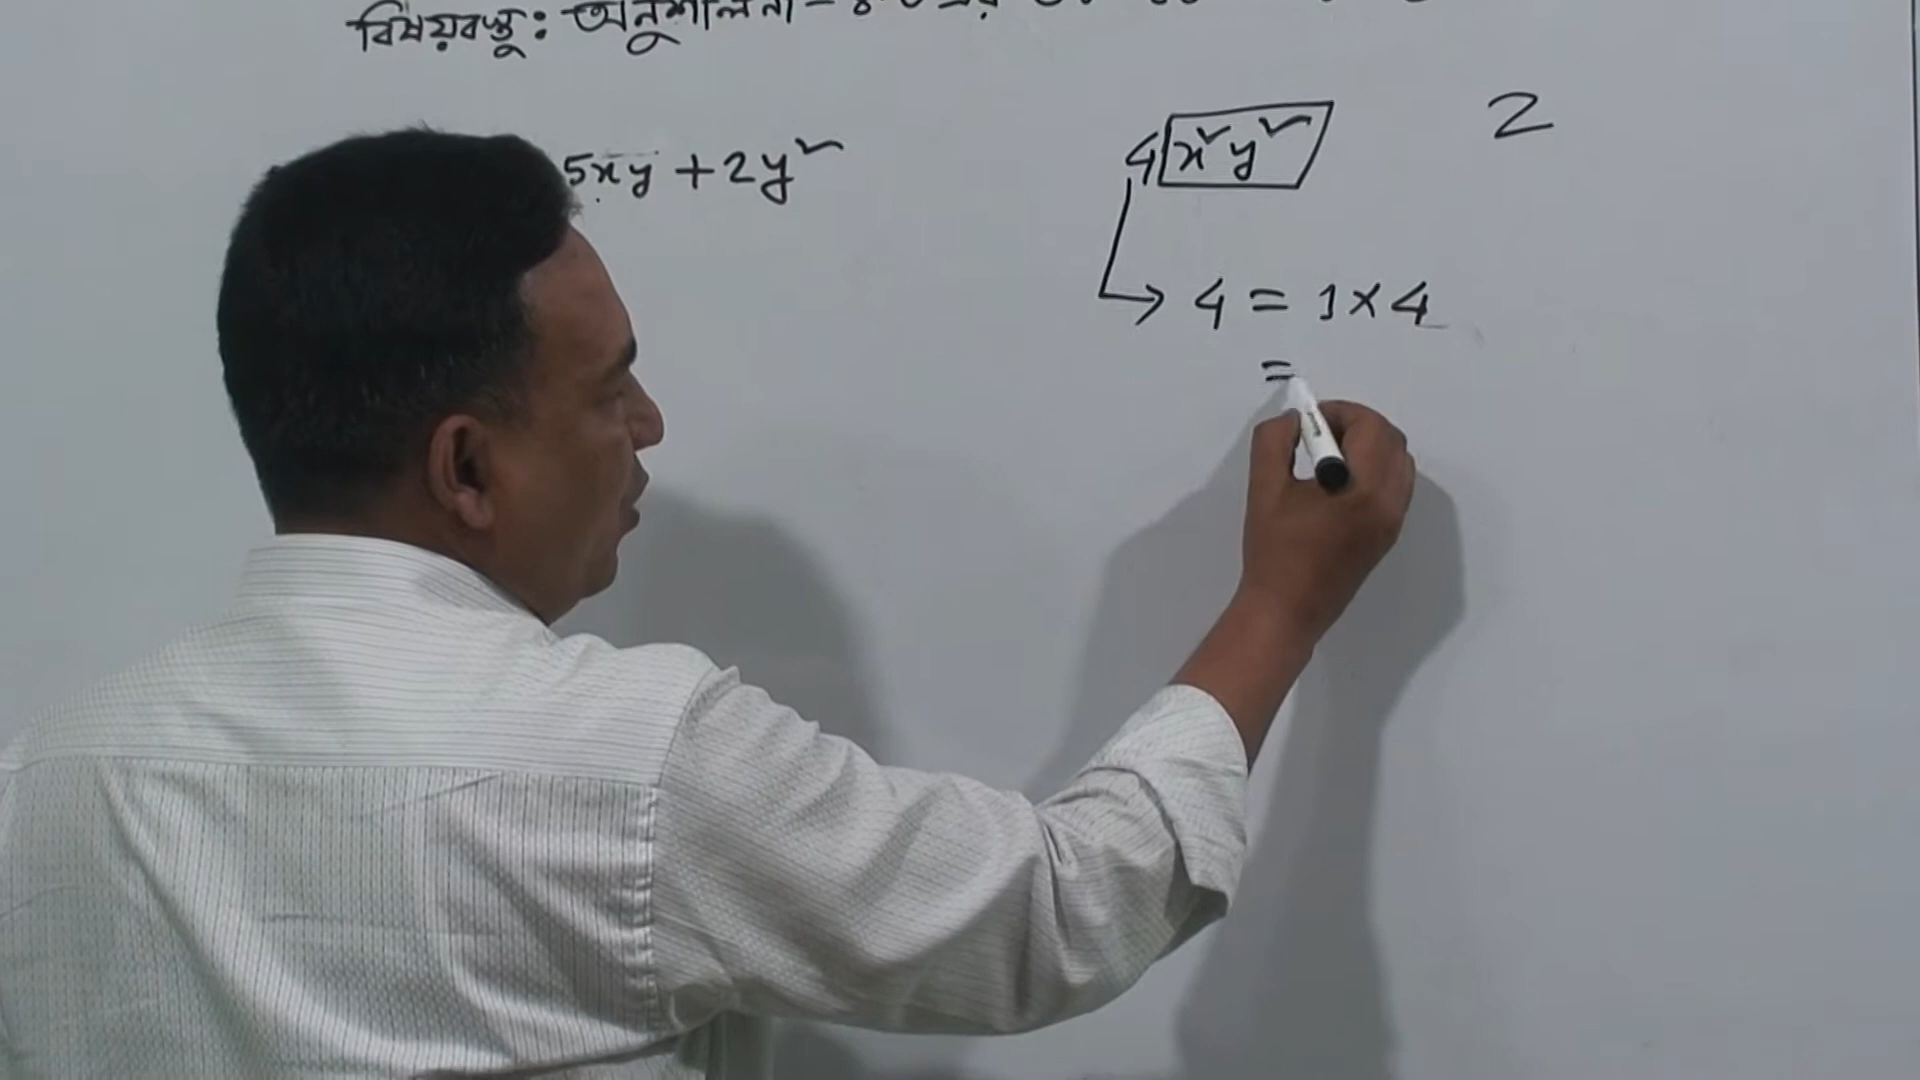 বিষয়বস্তু: অনুশীলনী -
5xy + 2y²
4 x²y²
2
4 = 1 × 4
=